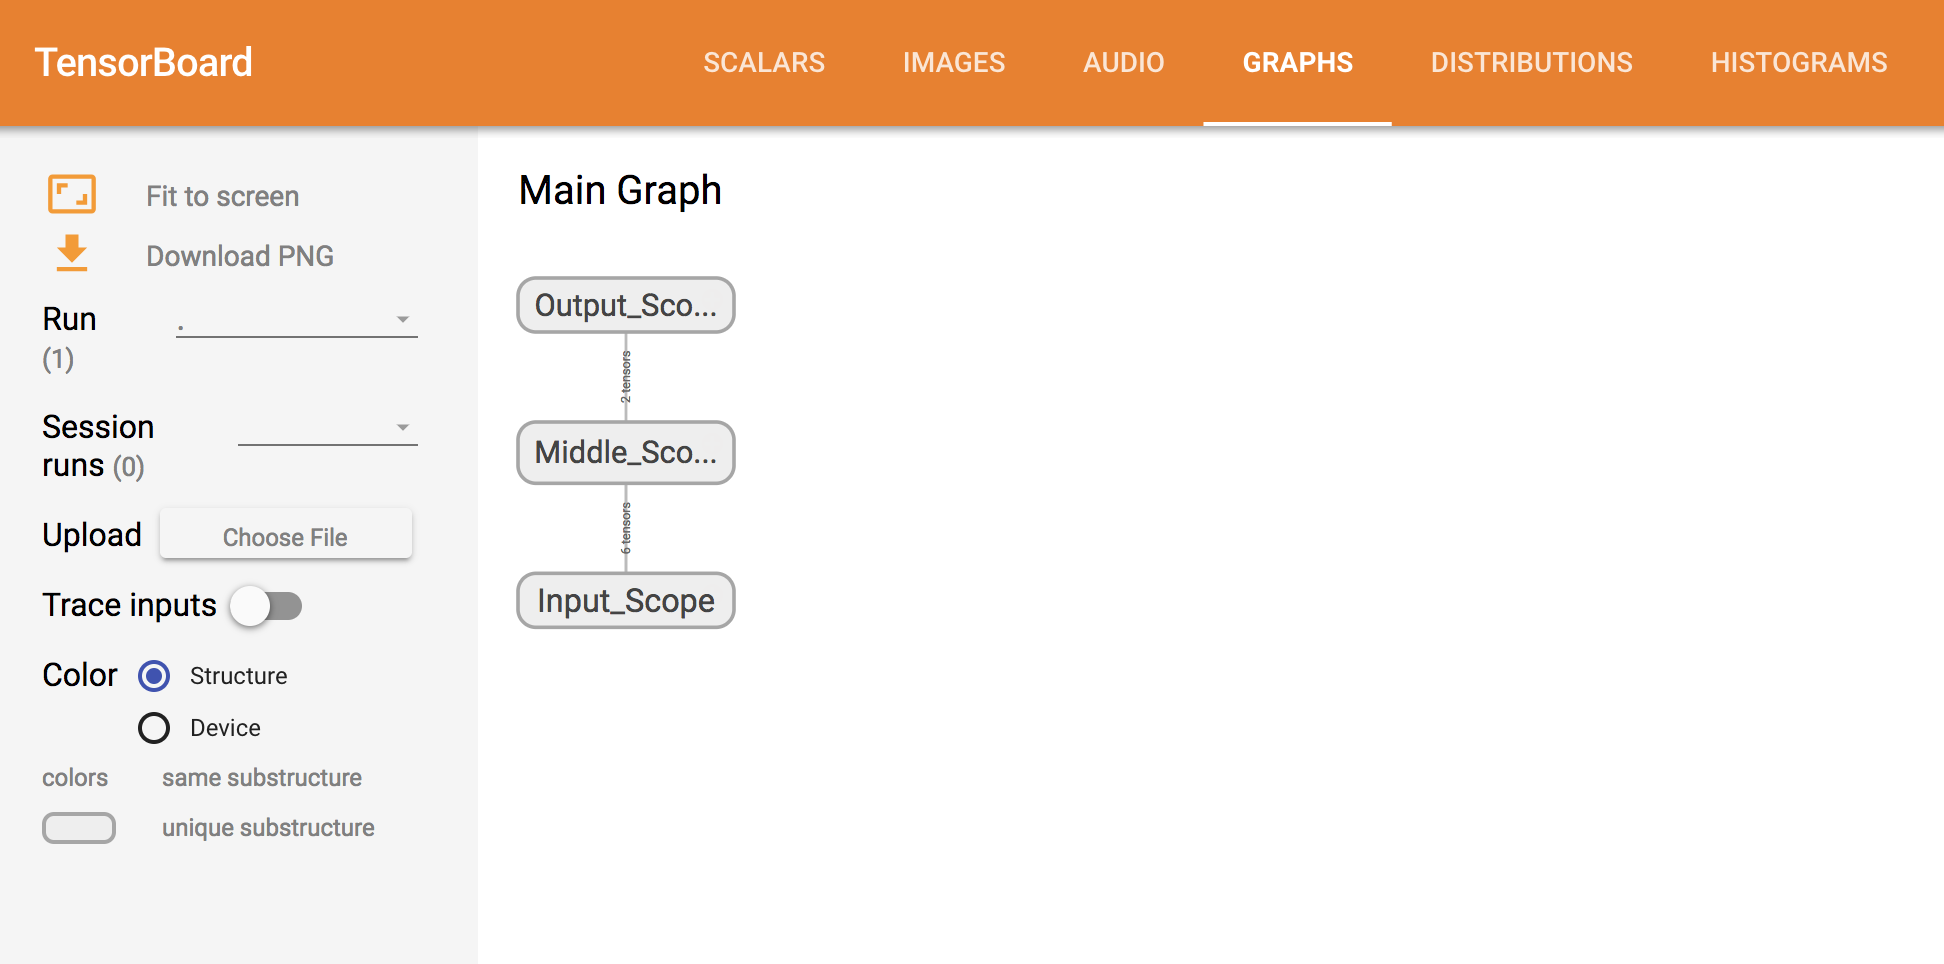 TensorBoard
SCALARS
IMAGES
AUDIO
GRAPHS
DISTRIBUTIONS
HISTOGRAMS
Fit to screen
Download PNG
Run
(1)
.
Session
runs (0)
Upload
Choose File
Trace inputs
Color
Structure
Device
colors
same substructure
unique substructure
Main Graph
Output_Sco...
2 tensors
Middle_Sco...
6 tensors
Input_Scope